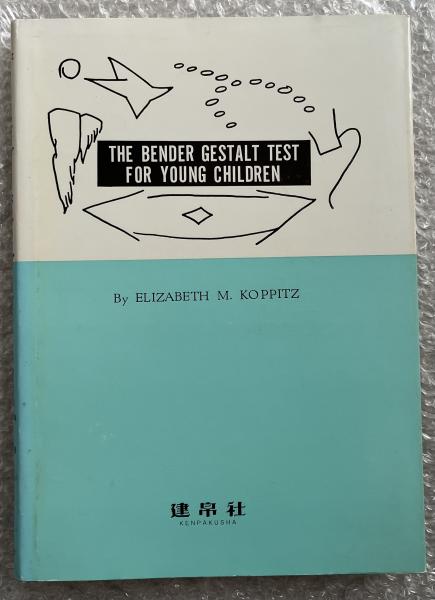 THE BENDER GESTALT TEST
FOR YOUNG CHILDREN
By ELIZABETH M. KOPPITZ
建帛社
KENPAKUSHA